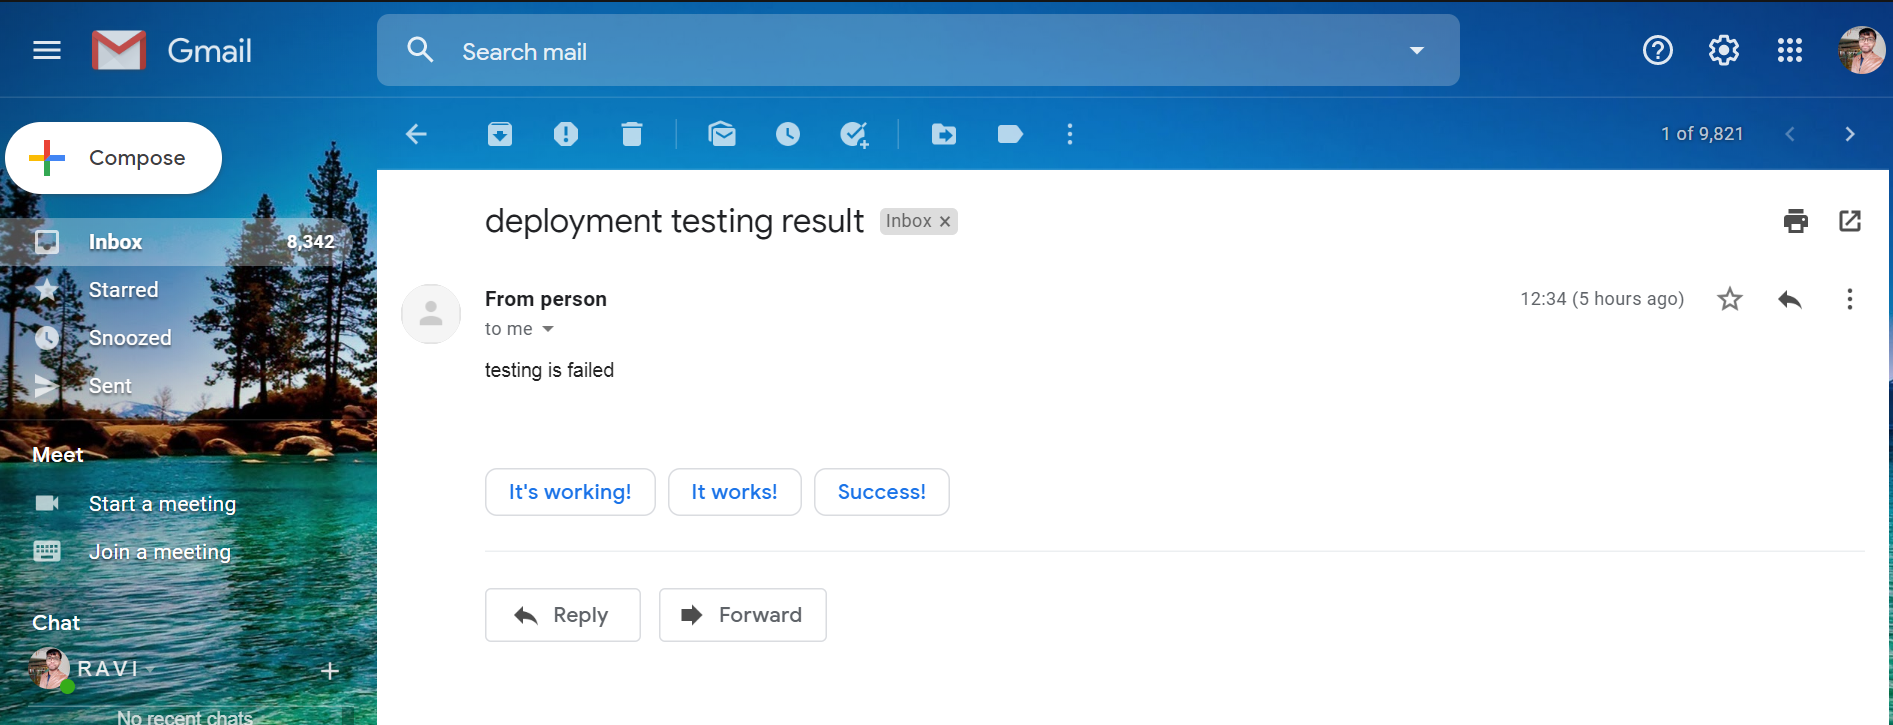 Gmail
Search mail
Compose
1 of 9,821
Inbox 8,342
Starred
Snoozed
Sent
Meet
Start a meeting
Join a meeting
Chat
RAVI
No recent chats
deployment testing result Inbox ×
From person 12:34 (5 hours ago)
to me
testing is failed
It's working! It works! Success!
Reply Forward